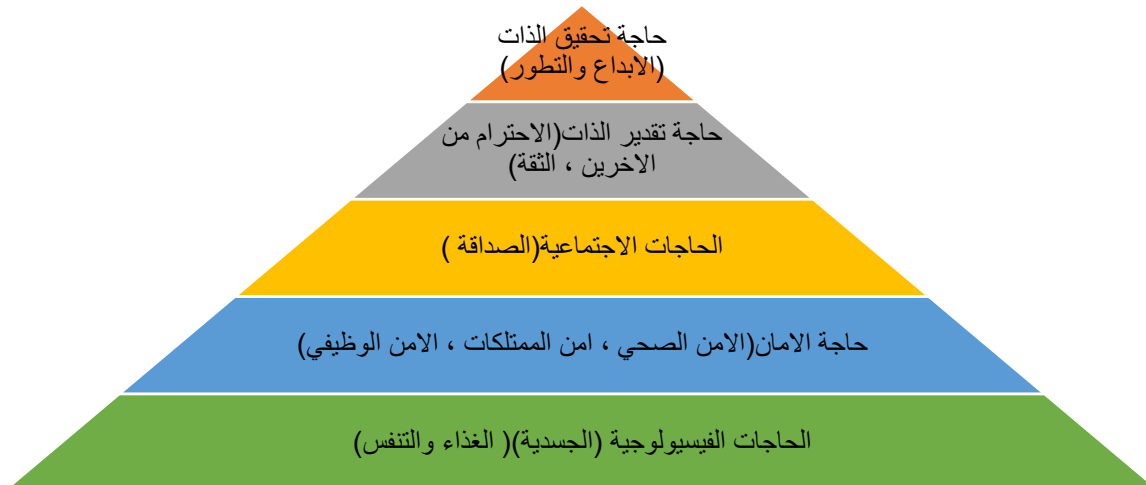 حاجة تحقيق الذات
(الابداع والتطور)
حاجة تقدير الذات(الاحترام من
الاخرين ، الثقة)
الحاجات الاجتماعية(الصداقة )
حاجة الامان(الامن الصحي ، امن الممتلكات ، الامن الوظيفي)
الحاجات الفيسيولوجية (الجسدية)( الغذاء والتنفس)